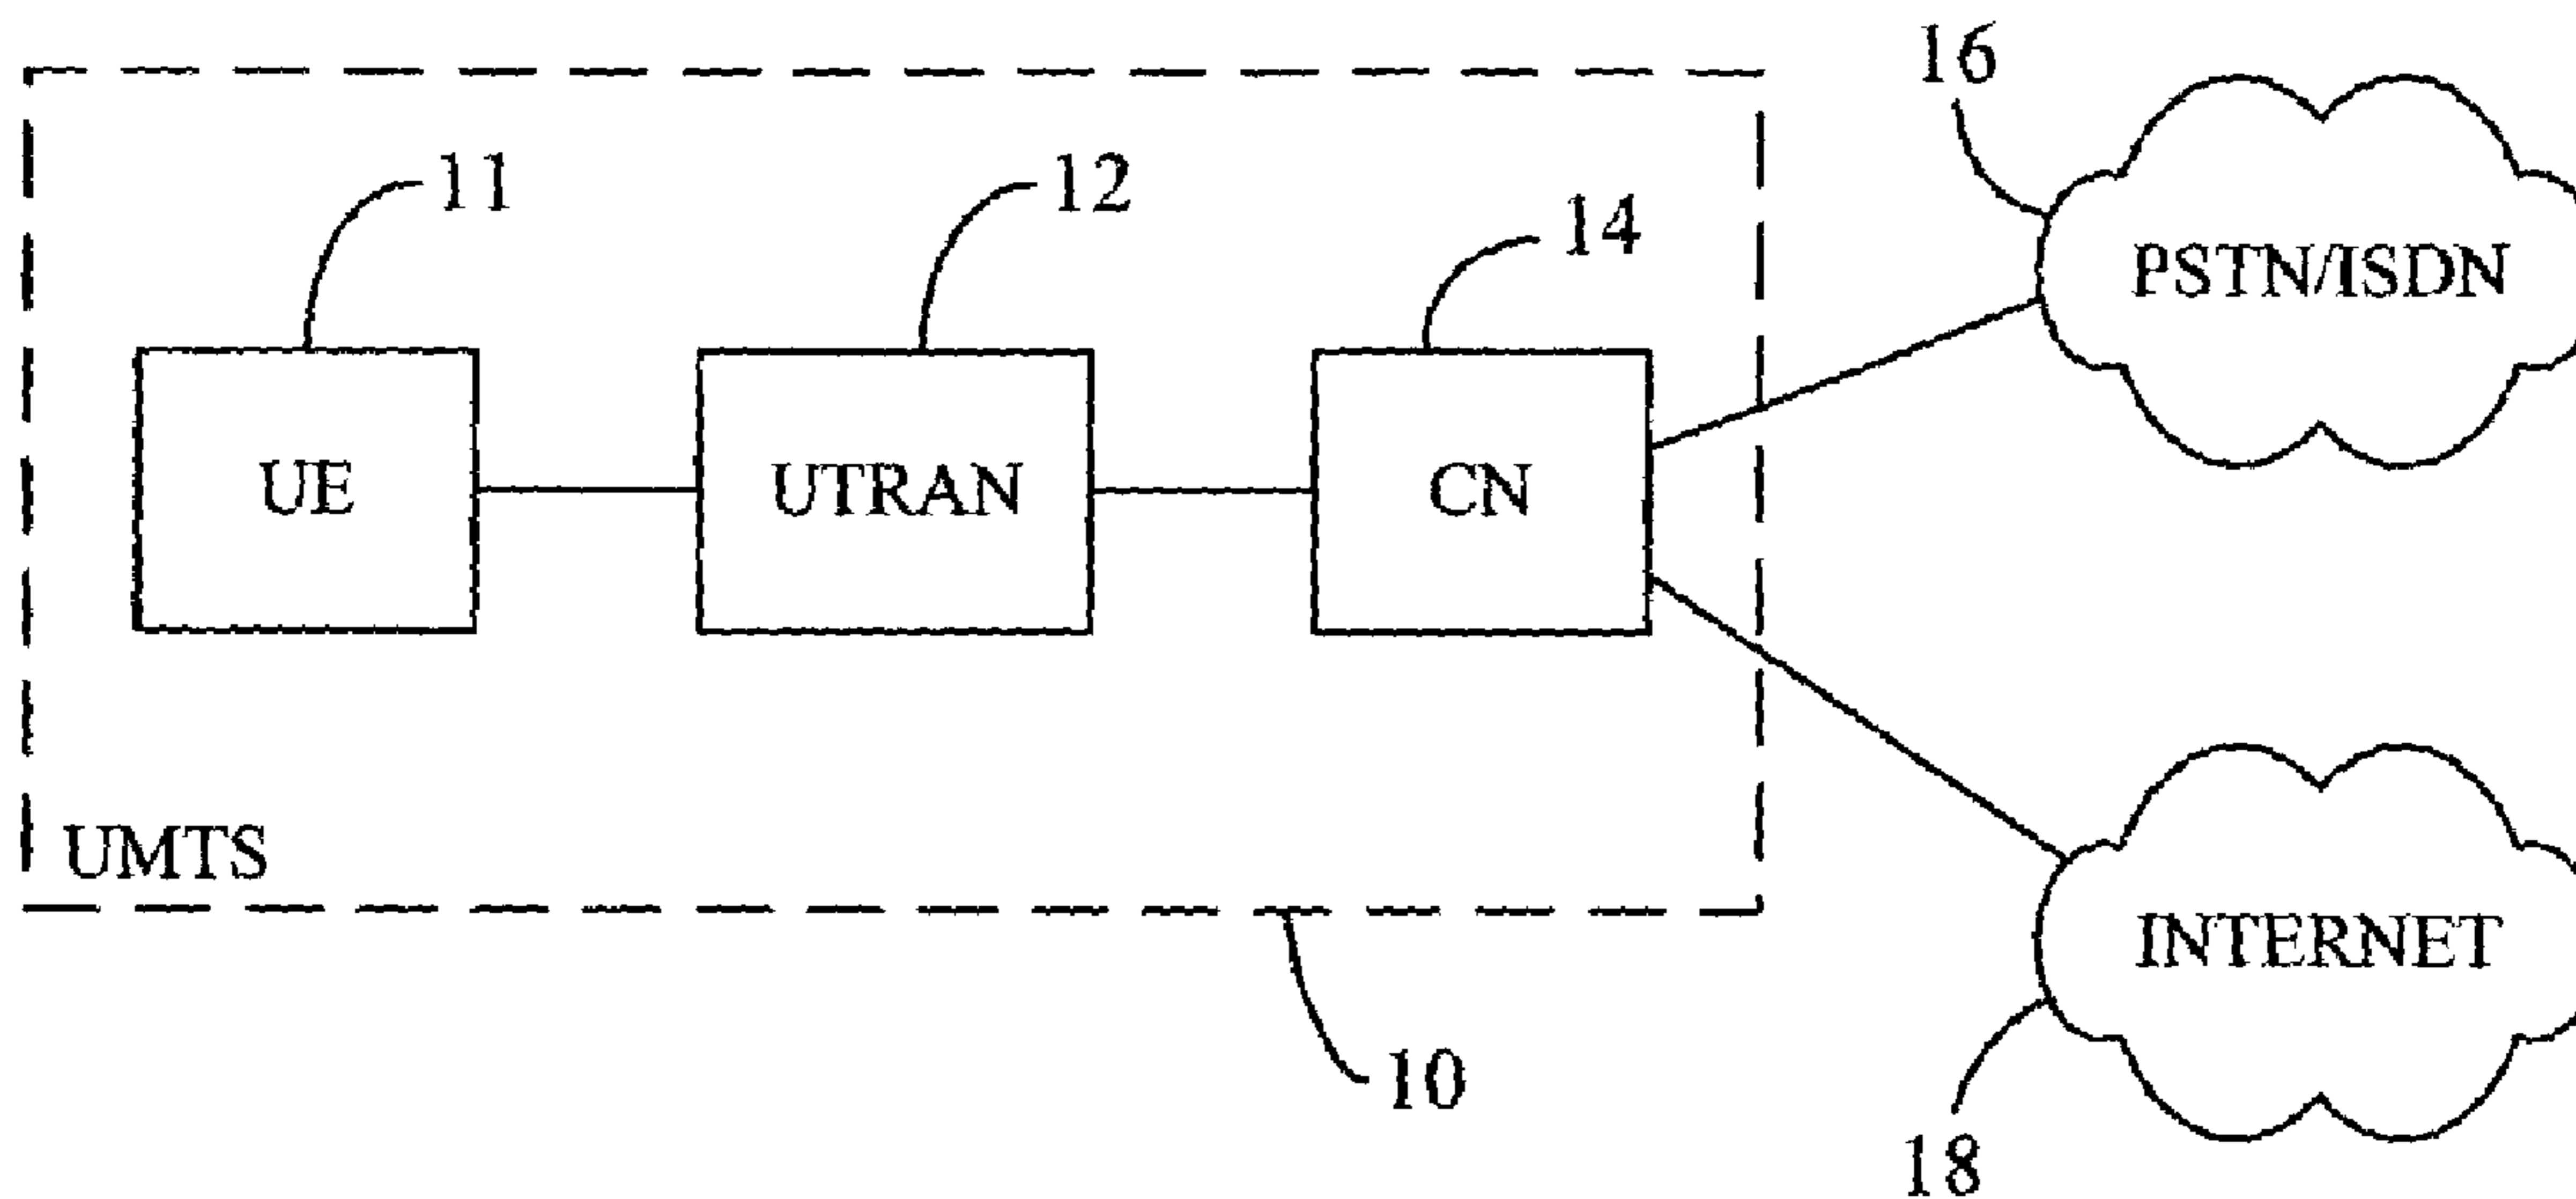 16
11
12
14
PSTN/ISDN
UE
UTRAN
CN
UMTS
INTERNET
10
18